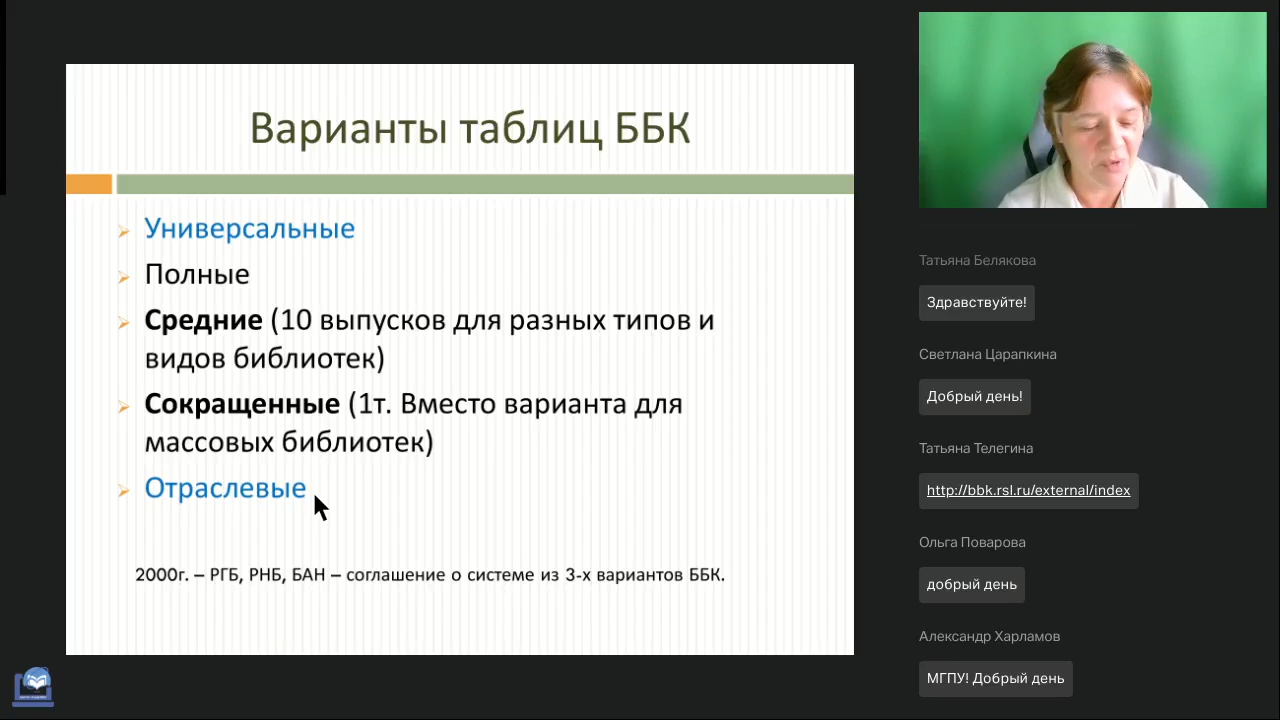 Варианты таблиц ББК
Универсальные
Полные
Средние (10 выпусков для разных типов и
видов библиотек)
Сокращенные (1т. Вместо варианта для
массовых библиотек)
Отраслевые
2000г. – РГБ, РНБ, БАН – соглашение о системе из 3-х вариантов ББК.
Татьяна Белякова
Здравствуйте!
Светлана Царапкина
Добрый день!
Татьяна Телегина
http://bbk.rsl.ru/external/index
Ольга Поварова
добрый день
Александр Харламов
МГПУ! Добрый день